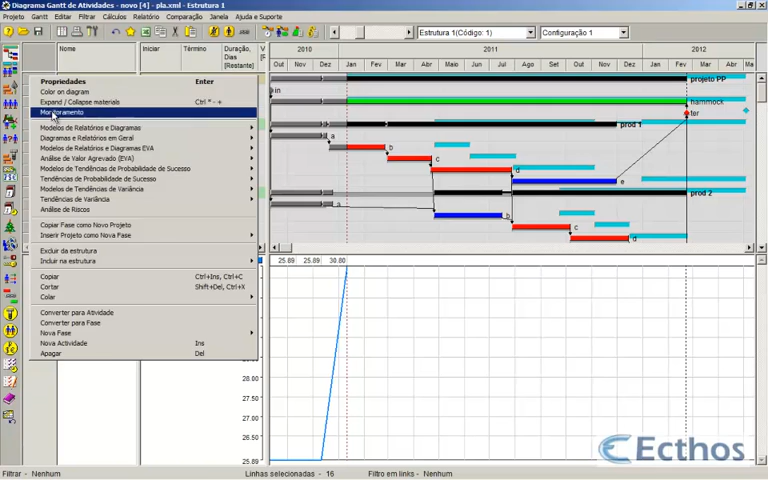 Diagrama Gantt de Atividades - novo [4] - pla.xml - Estrutura 1
Projeto Gantt Editar Filtrar Cálculos Relatório Comparação Janela Ajuda e Suporte
Estrutura 1(Código: 1) Configuração 1
Nome Iniciar Término Duração, Dias [Restante]
2010 2011 2012
Out Nov Dez Jan Fev Mar Abr Maio Jun Jul Ago Set Out Nov Dez Jan Fev Mar Abr Ma
Propriedades Enter
Color on diagram
Expand / Collapse materials Ctrl * - +
Monitoramento
Modelos de Relatórios e Diagramas
Diagramas e Relatórios em Geral
Modelos de Relatórios e Diagramas EVA
Análise de Valor Agregado (EVA)
Modelos de Tendências de Probabilidade de Sucesso
Tendências de Probabilidade de Sucesso
Modelos de Tendências de Variância
Tendências de Variância
Análise de Riscos
Copiar Fase como Novo Projeto
Inserir Projeto como Nova Fase
Excluir da estrutura
Incluir na estrutura
Copiar Ctrl+Ins, Ctrl+C
Cortar Shift+Del, Ctrl+X
Colar
Converter para Atividade
Converter para Fase
Nova Fase
Nova Actividade Ins
Apagar Del
projeto PP
in
hammock
ter
prod 1
a
b
c
d
e
prod 2
a
b
c
d
25.89 25.89 30.80
28.00
27.50
27.00
26.50
25.89
Ecthos
Filtrar - Nenhum Linhas selecionadas - 16 Filtro em links - Nenhum